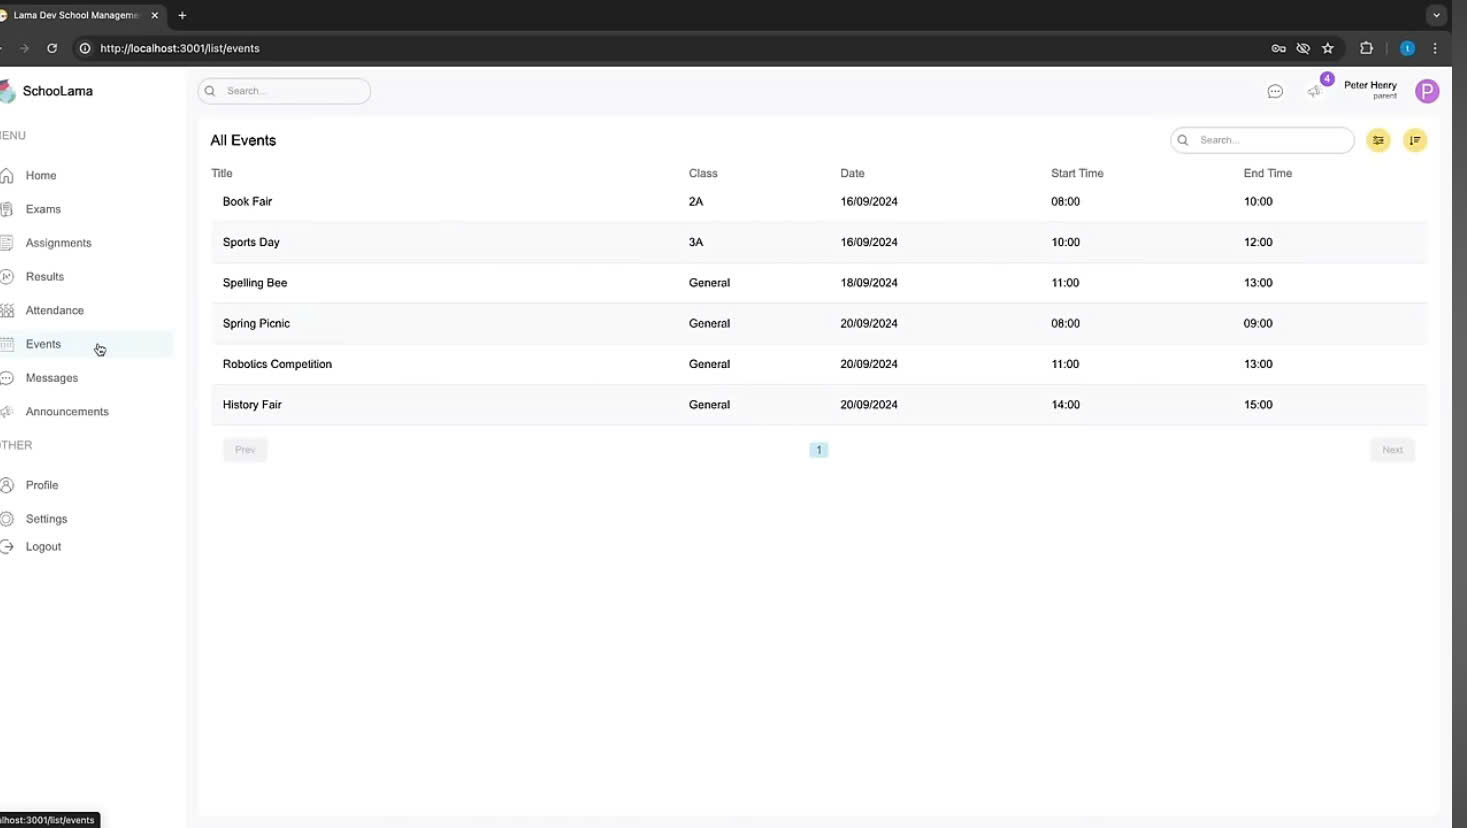 Lama Dev School Manageme
http://localhost:3001/list/events
SchooLama
Search...
4
Peter Henry
parent
P
ENU
Home
Exams
Assignments
Results
Attendance
Events
Messages
Announcements
THER
Profile
Settings
Logout
All Events
Search...
Title Class Date Start Time End Time
Book Fair 2A 16/09/2024 08:00 10:00
Sports Day 3A 16/09/2024 10:00 12:00
Spelling Bee General 18/09/2024 11:00 13:00
Spring Picnic General 20/09/2024 08:00 09:00
Robotics Competition General 20/09/2024 11:00 13:00
History Fair General 20/09/2024 14:00 15:00
Prev 1 Next
lhost:3001/list/events